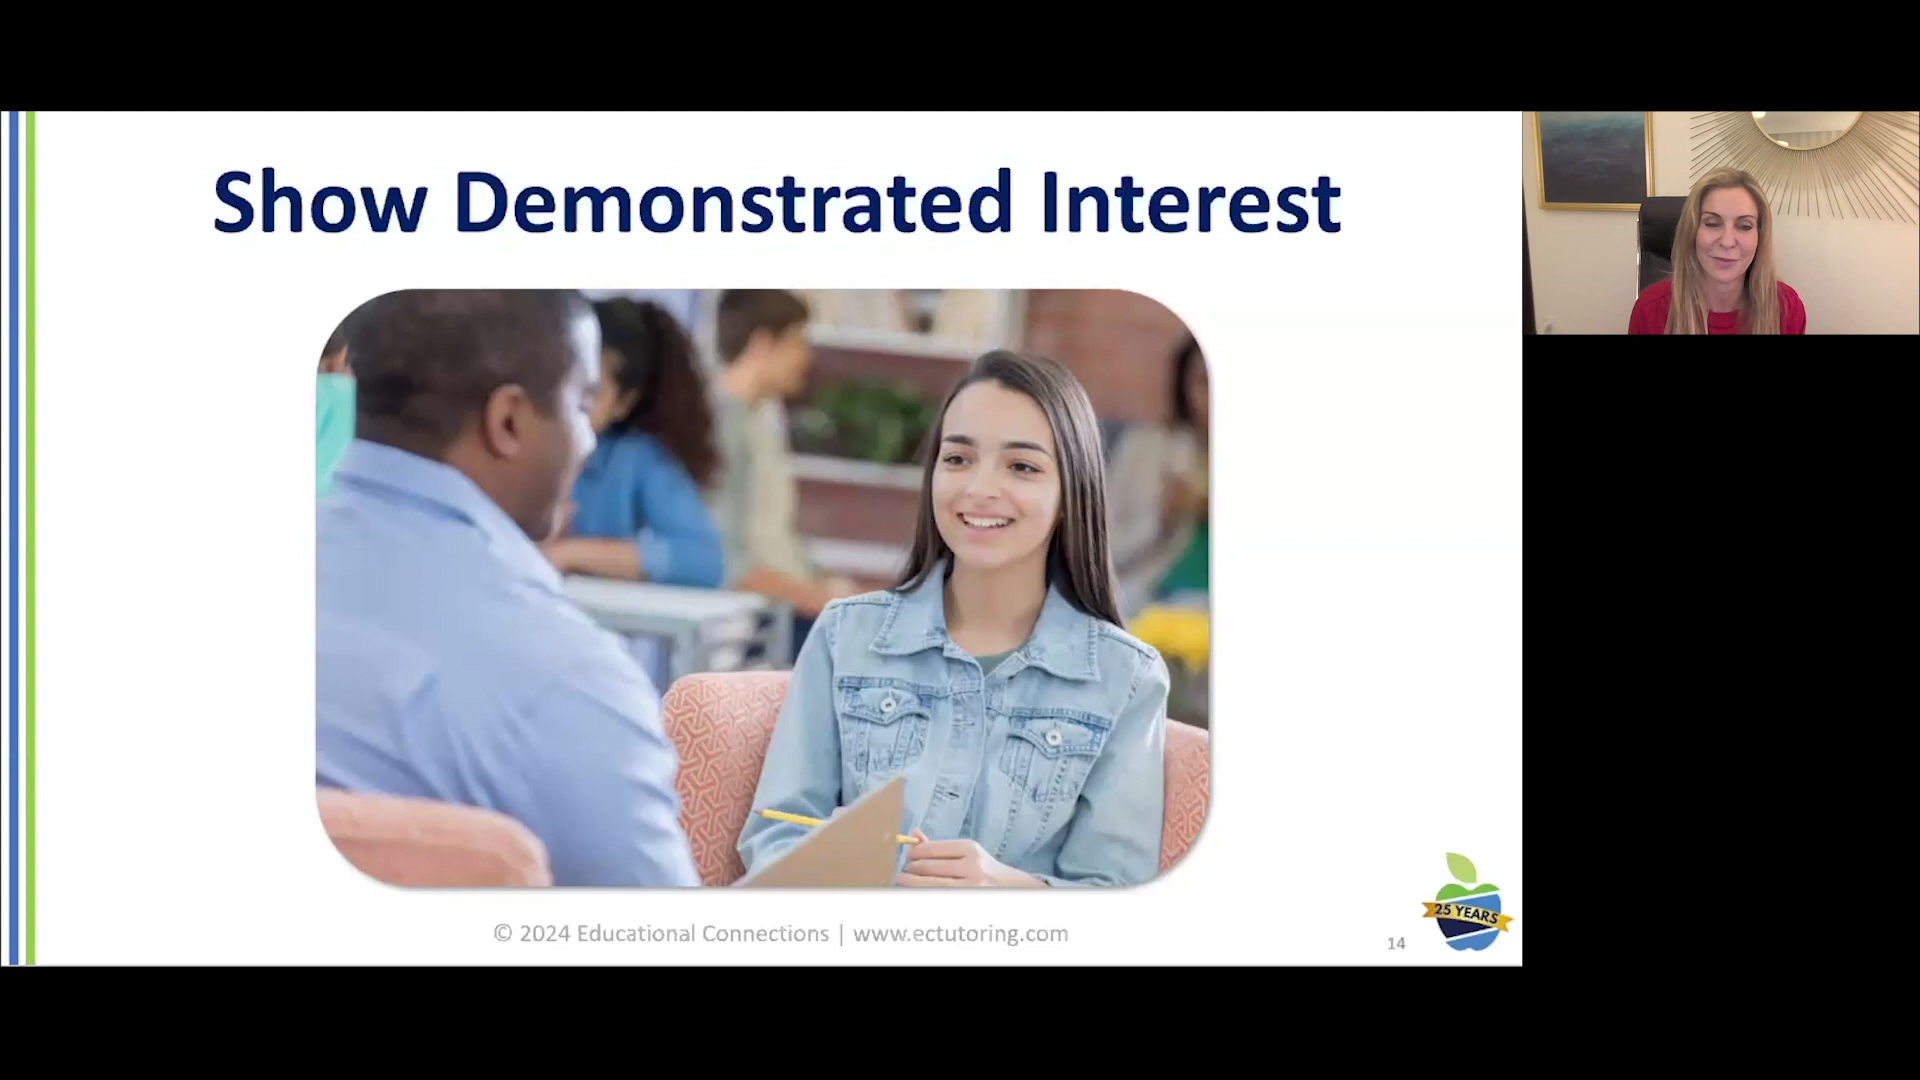 Show Demonstrated Interest
© 2024 Educational Connections | www.ectutoring.com
14
25 YEARS